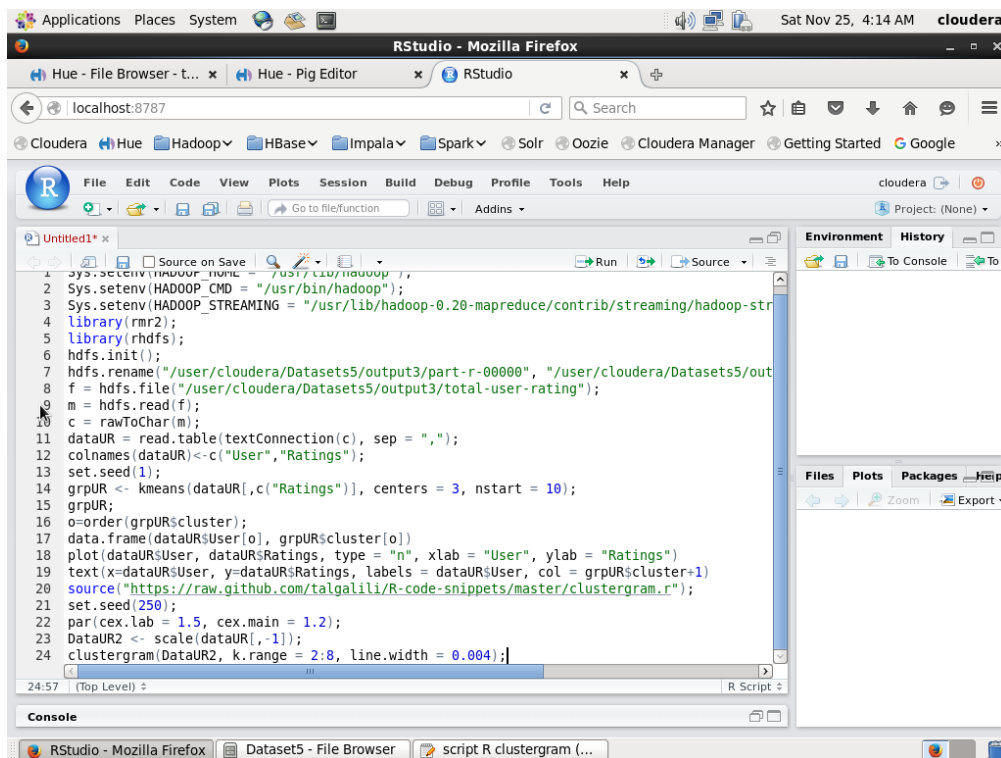 Applications Places System Sat Nov 25, 4:14 AM cloudera
RStudio - Mozilla Firefox
Hue - File Browser - t... × Hue - Pig Editor × RStudio ×
localhost:8787 Search
Cloudera Hue Hadoop HBase Impala Spark Solr Oozie Cloudera Manager Getting Started Google »
R File Edit Code View Plots Session Build Debug Profile Tools Help cloudera
Go to file/function Addins Project: (None)
Untitled1* × Environment History
Source on Save Run Source To Console To
1 Sys.setenv(HADOOP_HOME = "/usr/lib/hadoop");
2 Sys.setenv(HADOOP_CMD = "/usr/bin/hadoop");
3 Sys.setenv(HADOOP_STREAMING = "/usr/lib/hadoop-0.20-mapreduce/contrib/streaming/hadoop-str
4 library(rmr2);
5 library(rhdfs);
6 hdfs.init();
7 hdfs.rename("/user/cloudera/Datasets5/output3/part-r-00000", "/user/cloudera/Datasets5/out
8 f = hdfs.file("/user/cloudera/Datasets5/output3/total-user-rating");
9 m = hdfs.read(f);
10 c = rawToChar(m);
11 dataUR = read.table(textConnection(c), sep = ",");
12 colnames(dataUR)<-c("User","Ratings");
13 set.seed(1);
14 grpUR <- kmeans(dataUR[,c("Ratings")], centers = 3, nstart = 10);
15 grpUR;
16 o=order(grpUR$cluster);
17 data.frame(dataUR$User[o], grpUR$cluster[o])
18 plot(dataUR$User, dataUR$Ratings, type = "n", xlab = "User", ylab = "Ratings")
19 text(x=dataUR$User, y=dataUR$Ratings, labels = dataUR$User, col = grpUR$cluster+1)
20 source("https://raw.github.com/talgalili/R-code-snippets/master/clustergram.r");
21 set.seed(250);
22 par(cex.lab = 1.5, cex.main = 1.2);
23 DataUR2 <- scale(dataUR[,-1]);
24 clustergram(DataUR2, k.range = 2:8, line.width = 0.004);
Files Plots Packages Help
Zoom Export
24:57 (Top Level) R Script
Console
RStudio - Mozilla Firefox Dataset5 - File Browser script R clustergram (...